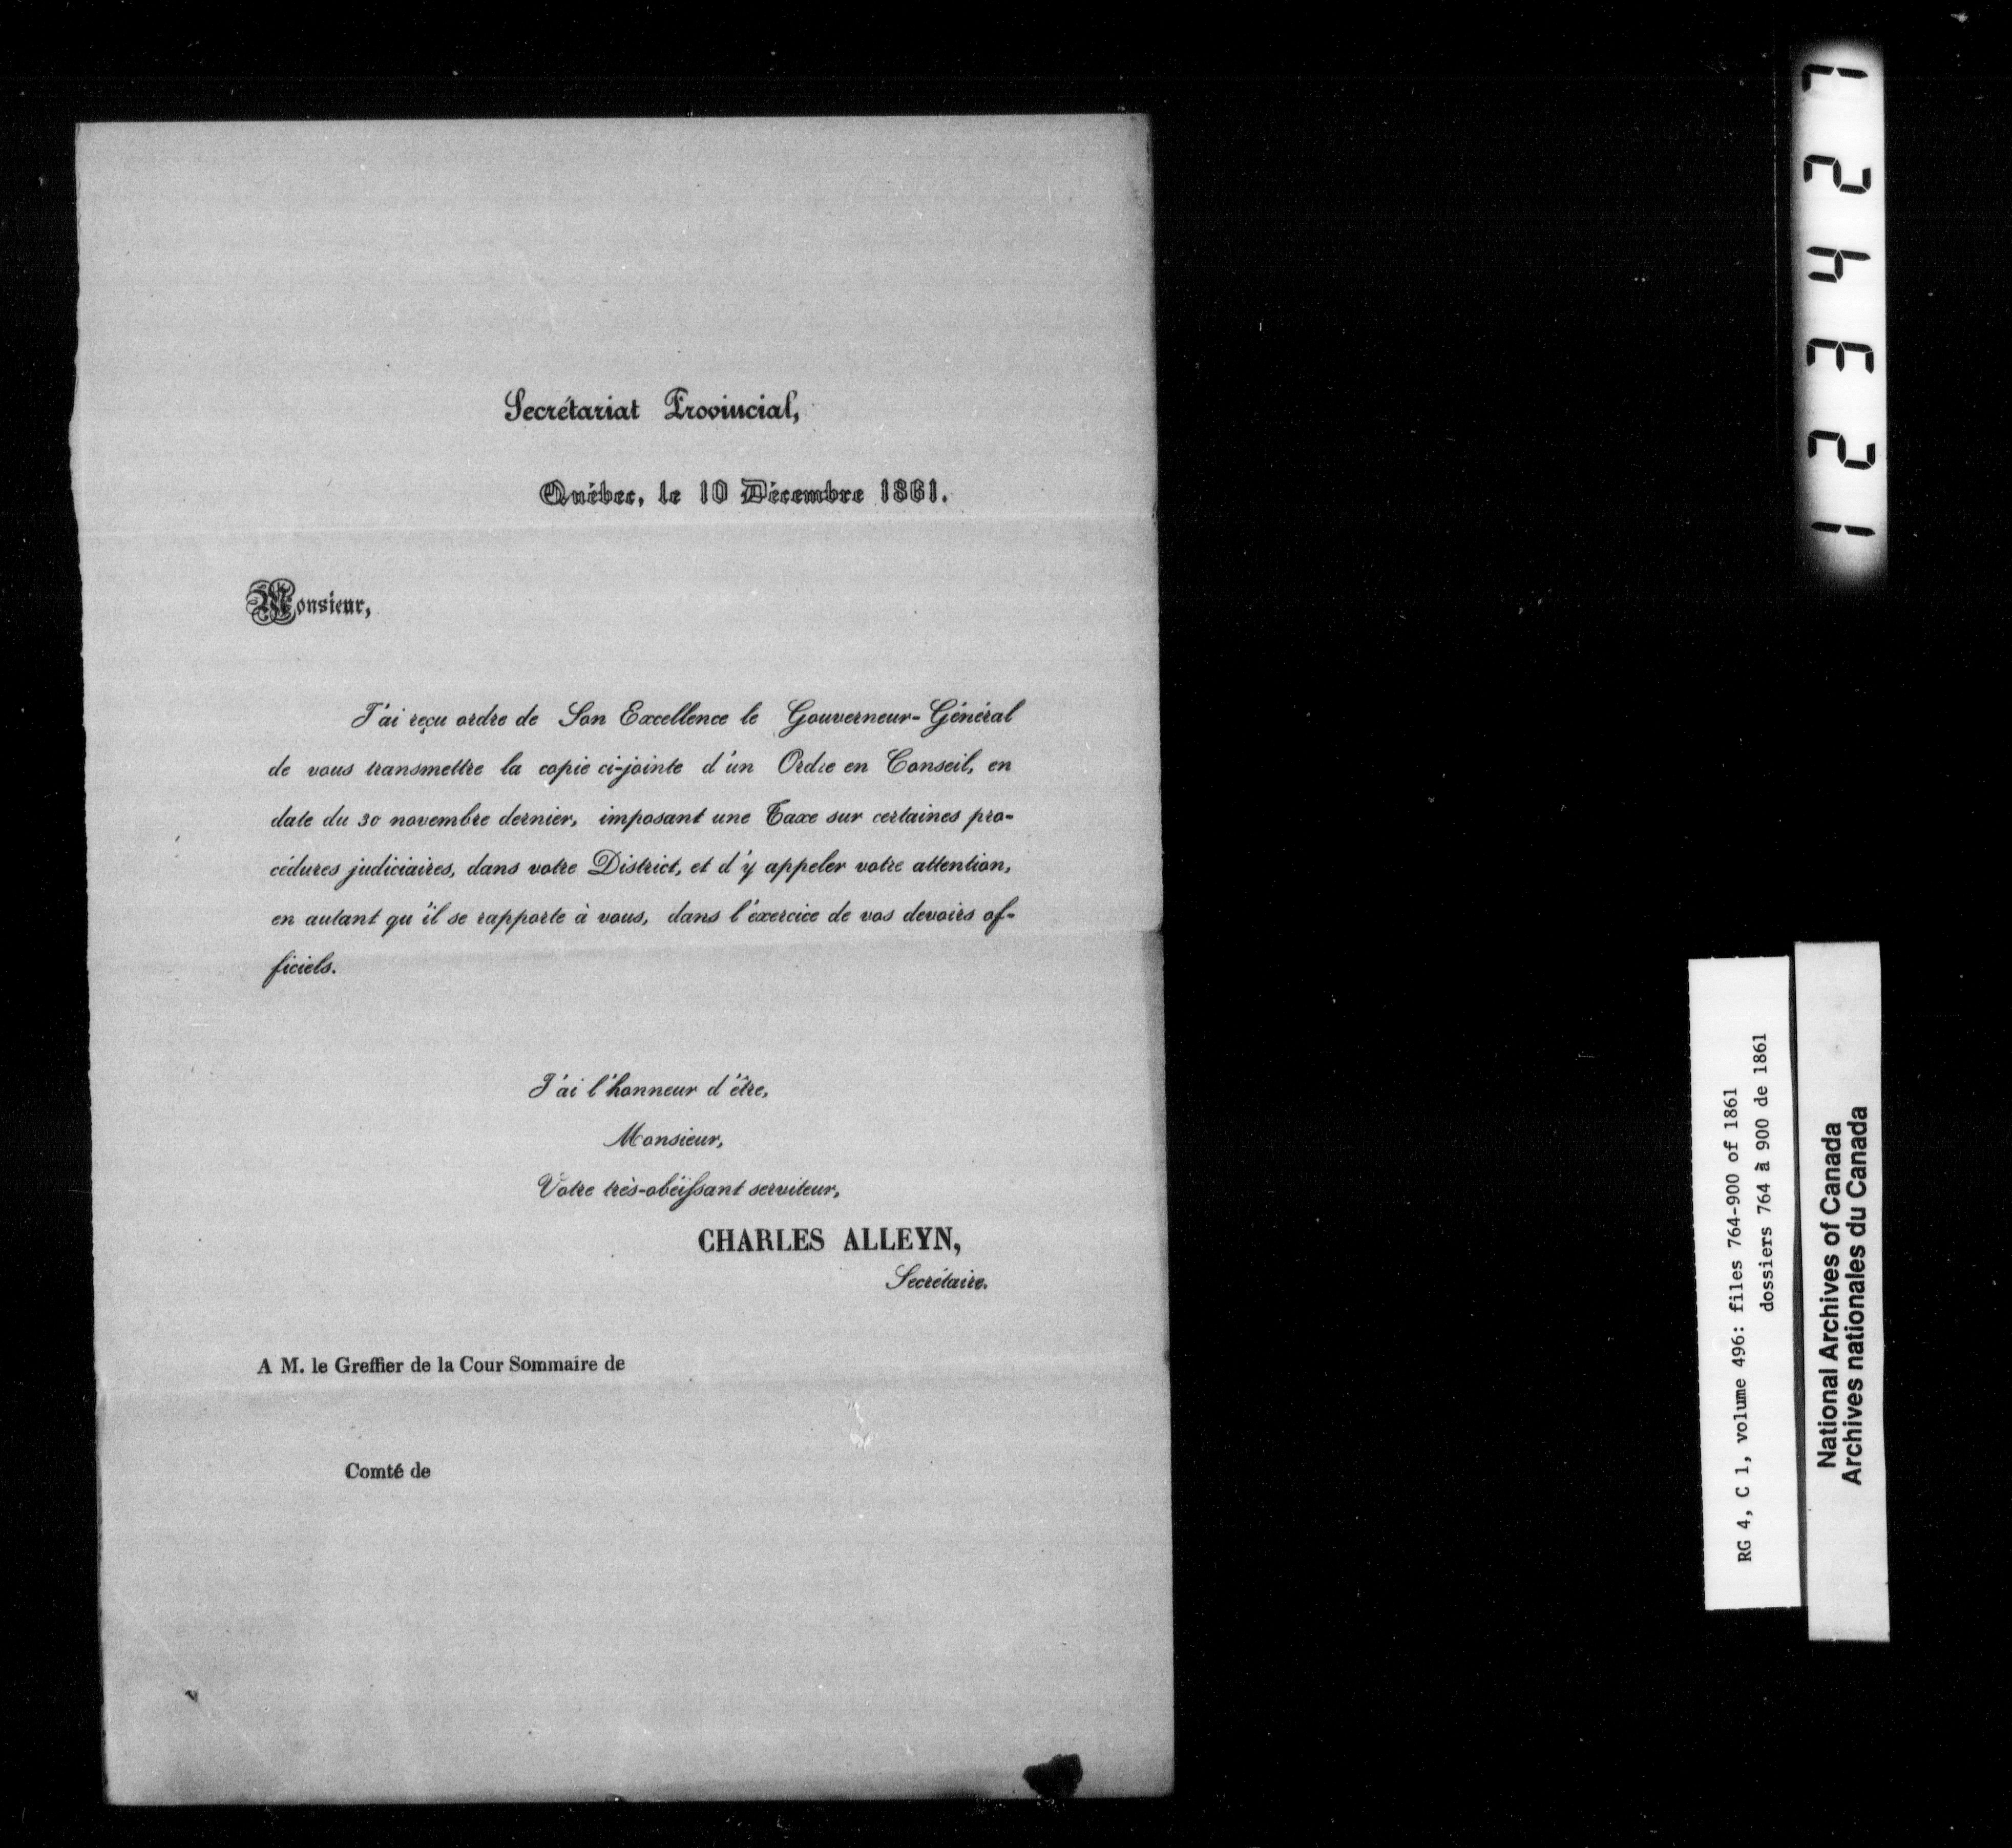 Secrétariat Provincial,
Québec, le 10 Décembre 1861.
Monsieur,
J'ai reçu ordre de Son Excellence le Gouverneur-Général
de vous transmettre la copie ci-jointe d'un Ordre en Conseil, en
date du 30 novembre dernier, imposant une Taxe sur certaines pro-
cédures judiciaires, dans votre District, et d'y appeler votre attention,
en autant qu'il se rapporte à vous, dans l'éxercice de vos devoirs of-
ficiels.
J'ai l'honneur d'être,
Monsieur,
Votre très-obéiſsant serviteur,
CHARLES ALLEYN,
Secrétaire.
A M. le Greffier de la Cour Sommaire de
Comté de
724321
RG 4, C 1, volume 496: files 764-900 of 1861
dossiers 764 à 900 de 1861
National Archives of Canada
Archives nationales du Canada